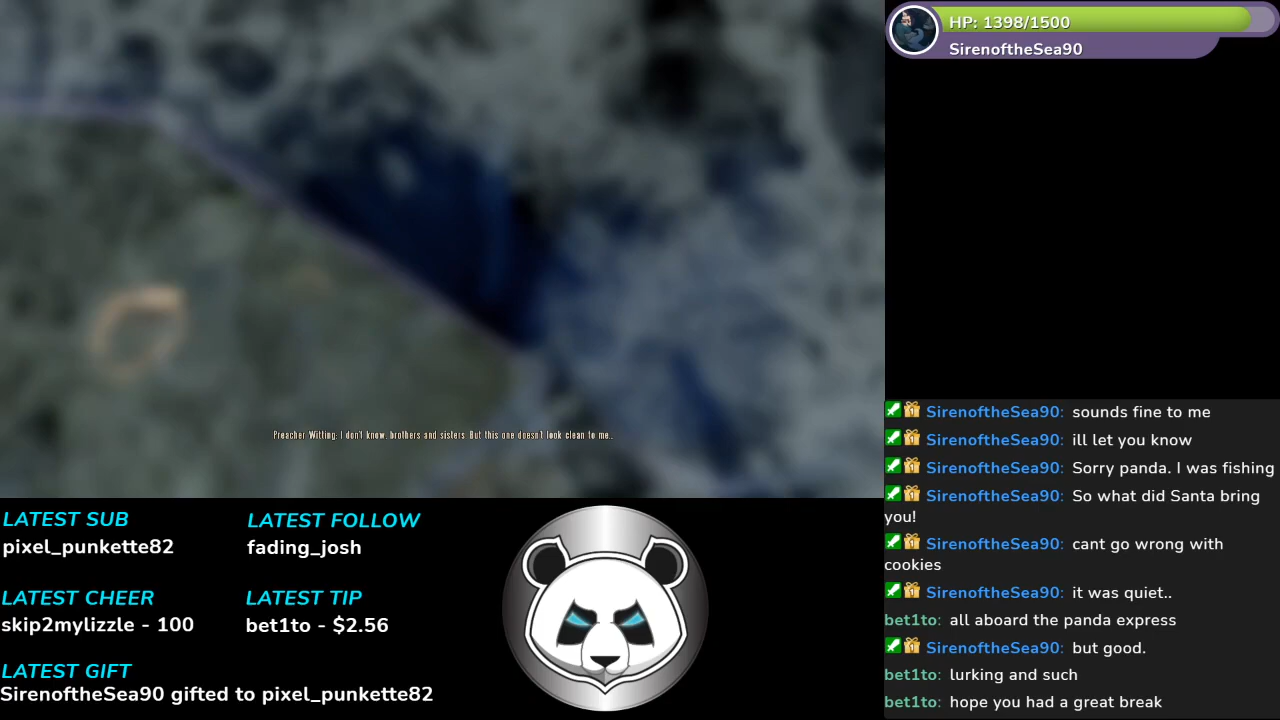 HP: 1398/1500
SirenoftheSea90
Preacher Witting: I don't know, brothers and sisters. But this one doesn't look clean to me...
SirenoftheSea90: sounds fine to me
SirenoftheSea90: ill let you know
SirenoftheSea90: Sorry panda. I was fishing
SirenoftheSea90: So what did Santa bring
you!
SirenoftheSea90: cant go wrong with
cookies
SirenoftheSea90: it was quiet..
bet1to: all aboard the panda express
SirenoftheSea90: but good.
bet1to: lurking and such
bet1to: hope you had a great break
LATEST SUB
pixel_punkette82
LATEST FOLLOW
fading_josh
LATEST CHEER
skip2mylizzle - 100
LATEST TIP
bet1to - $2.56
LATEST GIFT
SirenoftheSea90 gifted to pixel_punkette82